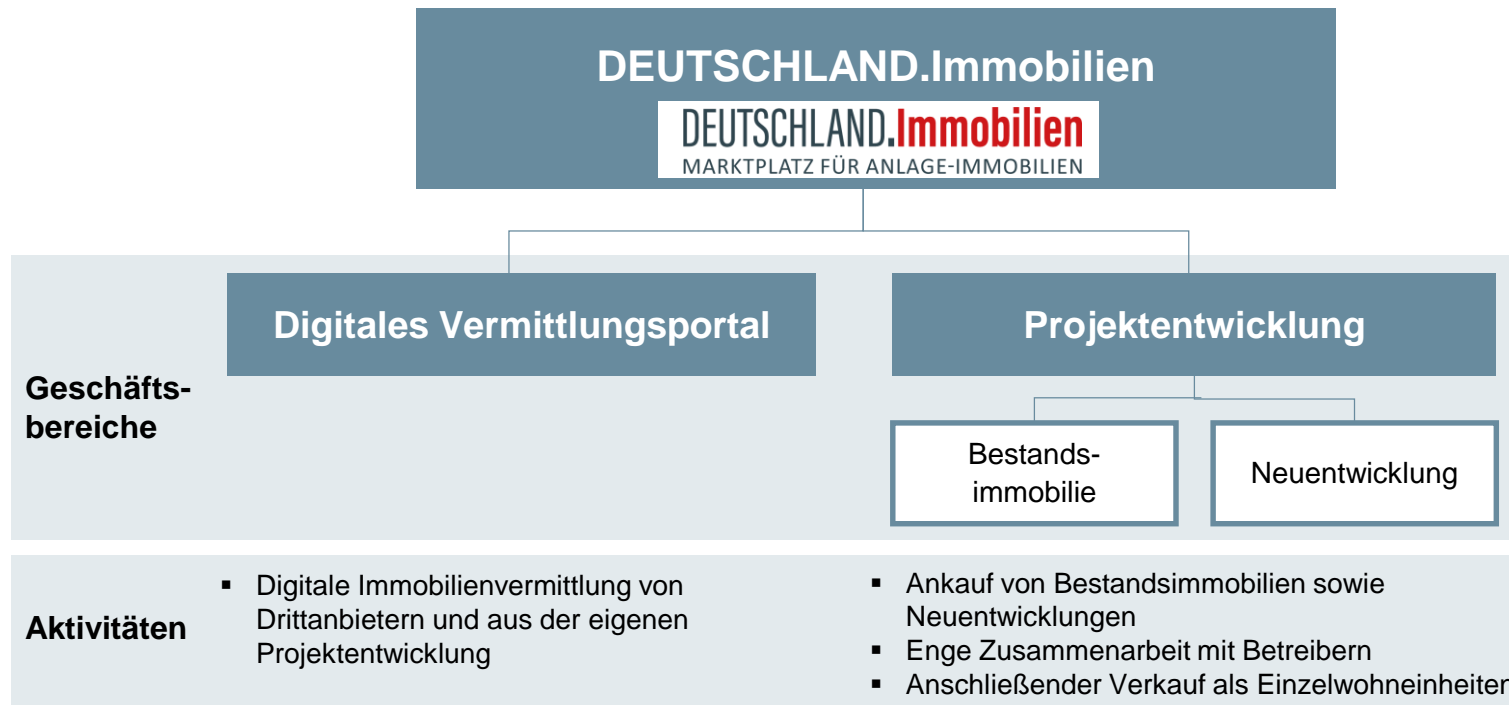 DEUTSCHLAND.Immobilien
DEUTSCHLAND.Immobilien
MARKTPLATZ FÜR ANLAGE-IMMOBILIEN
Geschäfts-
bereiche
Digitales Vermittlungsportal
Projektentwicklung
Bestands-
immobilie
Neuentwicklung
Aktivitäten
▪ Digitale Immobilienvermittlung von
Drittanbietern und aus der eigenen
Projektentwicklung
▪ Ankauf von Bestandsimmobilien sowie
Neuentwicklungen
▪ Enge Zusammenarbeit mit Betreibern
▪ Anschließender Verkauf als Einzelwohneinheiten